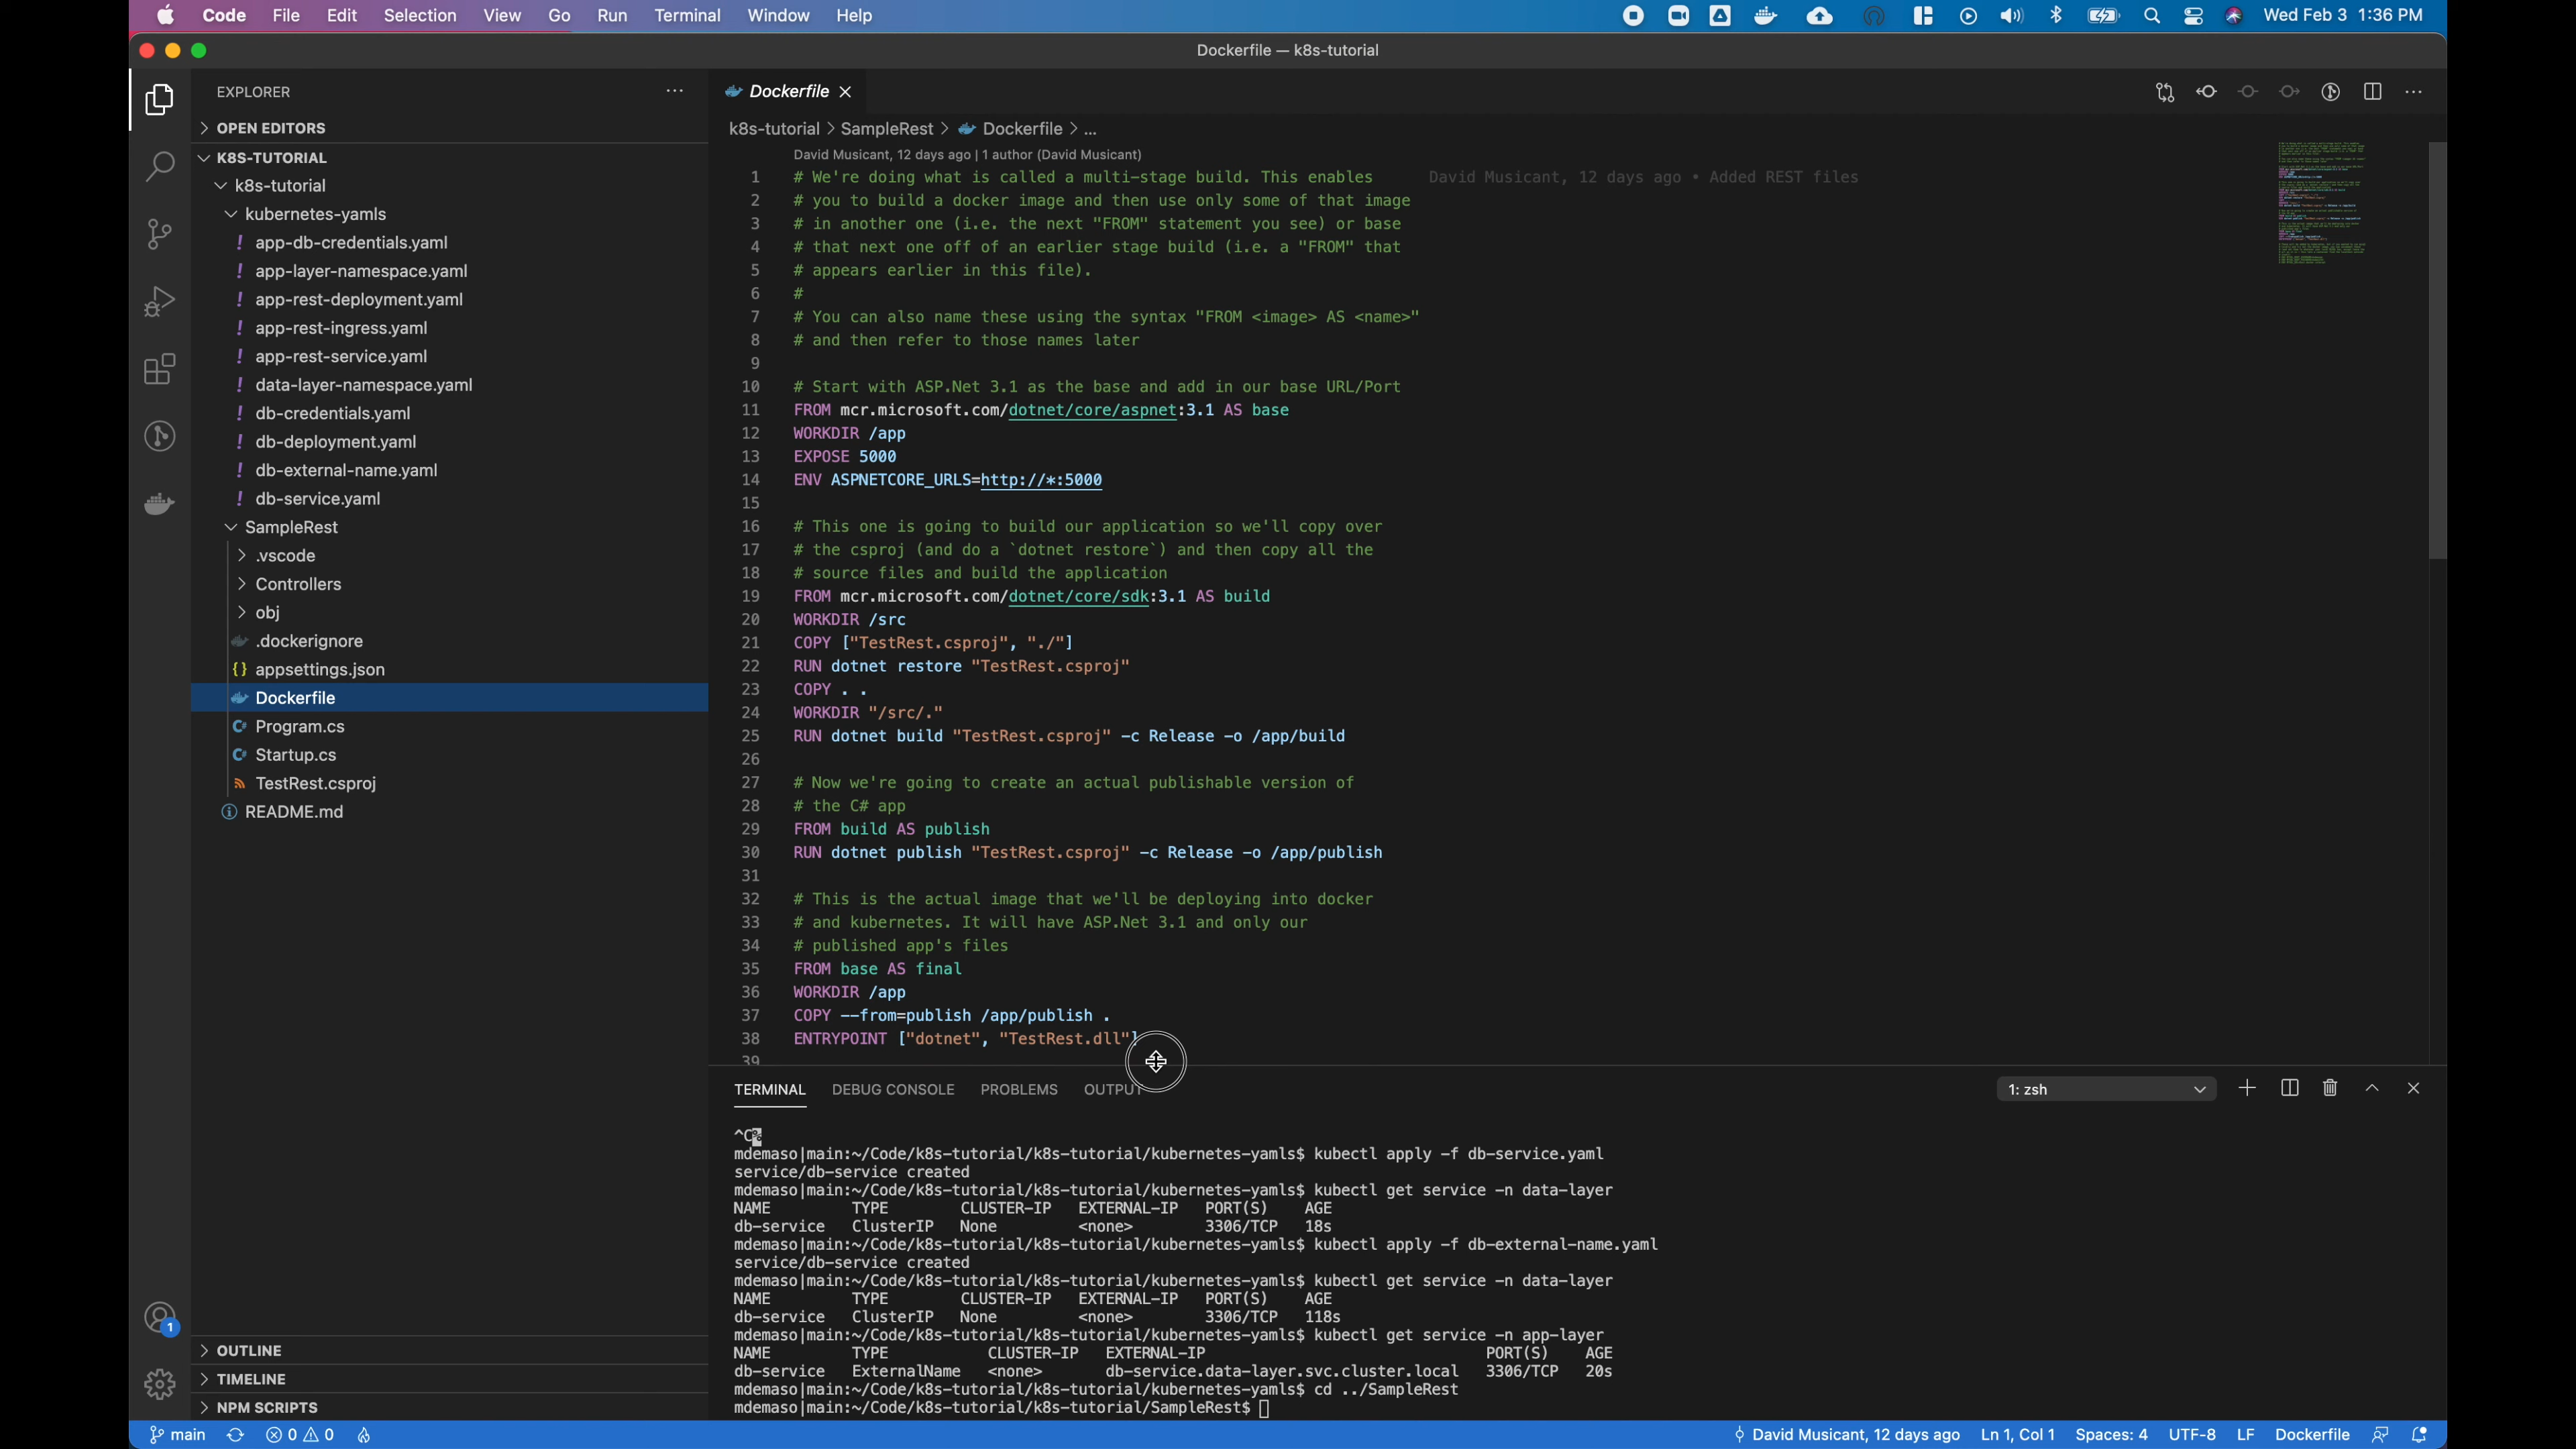 Code File Edit Selection View Go Run Terminal Window Help Wed Feb 3 1:36 PM
Dockerfile — k8s-tutorial
EXPLORER
OPEN EDITORS
K8S-TUTORIAL
k8s-tutorial
kubernetes-yamls
! app-db-credentials.yaml
! app-layer-namespace.yaml
! app-rest-deployment.yaml
! app-rest-ingress.yaml
! app-rest-service.yaml
! data-layer-namespace.yaml
! db-credentials.yaml
! db-deployment.yaml
! db-external-name.yaml
! db-service.yaml
SampleRest
.vscode
Controllers
obj
.dockerignore
{} appsettings.json
Dockerfile
C# Program.cs
C# Startup.cs
TestRest.csproj
README.md
OUTLINE
TIMELINE
NPM SCRIPTS
Dockerfile
k8s-tutorial > SampleRest > Dockerfile > ...
David Musicant, 12 days ago | 1 author (David Musicant)
1 # We're doing what is called a multi-stage build. This enables David Musicant, 12 days ago • Added REST files
2 # you to build a docker image and then use only some of that image
3 # in another one (i.e. the next "FROM" statement you see) or base
4 # that next one off of an earlier stage build (i.e. a "FROM" that
5 # appears earlier in this file).
6 #
7 # You can also name these using the syntax "FROM <image> AS <name>"
8 # and then refer to those names later
9
10 # Start with ASP.Net 3.1 as the base and add in our base URL/Port
11 FROM mcr.microsoft.com/dotnet/core/aspnet:3.1 AS base
12 WORKDIR /app
13 EXPOSE 5000
14 ENV ASPNETCORE_URLS=http://*:5000
15
16 # This one is going to build our application so we'll copy over
17 # the csproj (and do a `dotnet restore`) and then copy all the
18 # source files and build the application
19 FROM mcr.microsoft.com/dotnet/core/sdk:3.1 AS build
20 WORKDIR /src
21 COPY ["TestRest.csproj", "./"]
22 RUN dotnet restore "TestRest.csproj"
23 COPY . .
24 WORKDIR "/src/."
25 RUN dotnet build "TestRest.csproj" -c Release -o /app/build
26
27 # Now we're going to create an actual publishable version of
28 # the C# app
29 FROM build AS publish
30 RUN dotnet publish "TestRest.csproj" -c Release -o /app/publish
31
32 # This is the actual image that we'll be deploying into docker
33 # and kubernetes. It will have ASP.Net 3.1 and only our
34 # published app's files
35 FROM base AS final
36 WORKDIR /app
37 COPY --from=publish /app/publish .
38 ENTRYPOINT ["dotnet", "TestRest.dll"]
39
TERMINAL DEBUG CONSOLE PROBLEMS OUTPUT 1: zsh
^C%
mdemaso|main:~/Code/k8s-tutorial/k8s-tutorial/kubernetes-yamls$ kubectl apply -f db-service.yaml
service/db-service created
mdemaso|main:~/Code/k8s-tutorial/k8s-tutorial/kubernetes-yamls$ kubectl get service -n data-layer
NAME TYPE CLUSTER-IP EXTERNAL-IP PORT(S) AGE
db-service ClusterIP None <none> 3306/TCP 18s
mdemaso|main:~/Code/k8s-tutorial/k8s-tutorial/kubernetes-yamls$ kubectl apply -f db-external-name.yaml
service/db-service created
mdemaso|main:~/Code/k8s-tutorial/k8s-tutorial/kubernetes-yamls$ kubectl get service -n data-layer
NAME TYPE CLUSTER-IP EXTERNAL-IP PORT(S) AGE
db-service ClusterIP None <none> 3306/TCP 118s
mdemaso|main:~/Code/k8s-tutorial/k8s-tutorial/kubernetes-yamls$ kubectl get service -n app-layer
NAME TYPE CLUSTER-IP EXTERNAL-IP PORT(S) AGE
db-service ExternalName <none> db-service.data-layer.svc.cluster.local 3306/TCP 20s
mdemaso|main:~/Code/k8s-tutorial/k8s-tutorial/kubernetes-yamls$ cd ../SampleRest
mdemaso|main:~/Code/k8s-tutorial/k8s-tutorial/SampleRest$
1
main 0 0 David Musicant, 12 days ago Ln 1, Col 1 Spaces: 4 UTF-8 LF Dockerfile